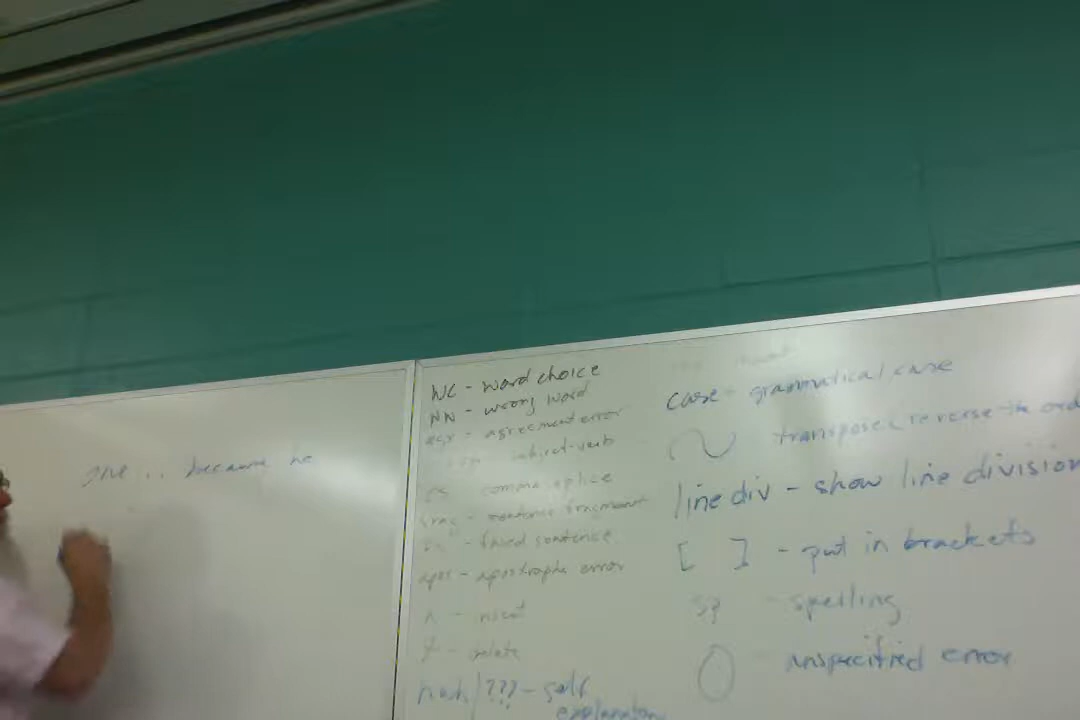 one ... because he
WC - word choice
WW - wrong word
agr - agreement error
subject-verb
cs comma splice
frag - sentence fragment
fs - fused sentence
apos - apostrophe error
^ - insert
- delete
huh/??? - self
explanatory
case - grammatical case
transpose, reverse the ord
line div - show line division
[ ] - put in brackets
sp - spelling
unspecified error